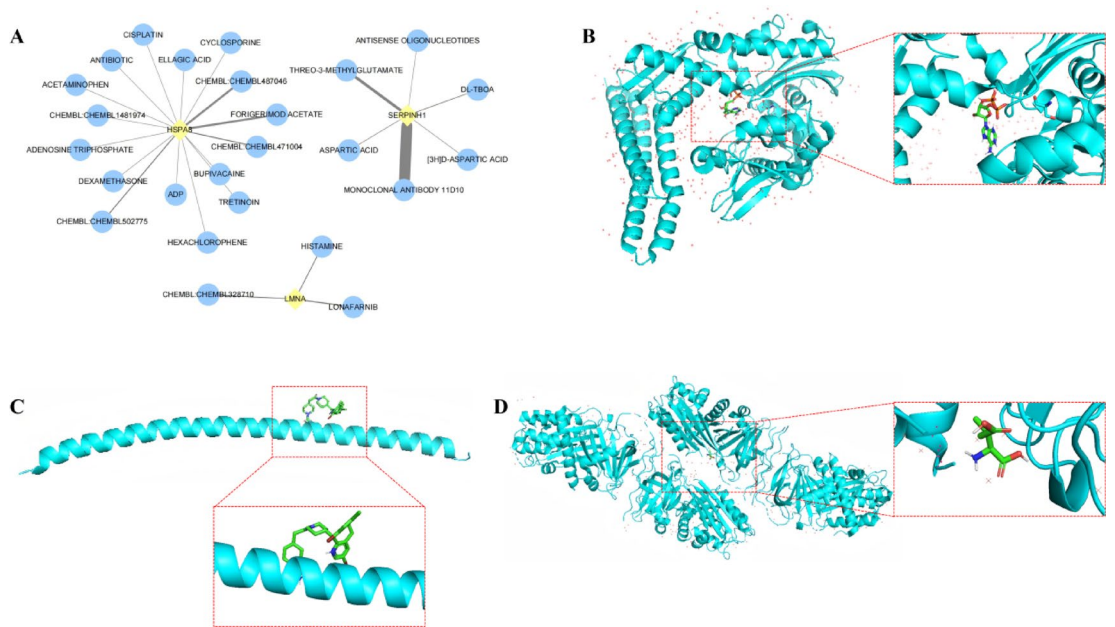 A
CISPLATIN
CYCLOSPORINE
ANTIBIOTIC
ELLAGIC ACID
CHEMBL:CHEMBL487046
ACETAMINOPHEN
CHEMBL:CHEMBL1481974
FORIGERIMOD ACETATE
HSPA8
CHEMBL:CHEMBL471004
ADENOSINE TRIPHOSPHATE
BUPIVACAINE
DEXAMETHASONE
ADP
TRETINOIN
CHEMBL:CHEMBL502775
HEXACHLOROPHENE
ANTISENSE OLIGONUCLEOTIDES
THREO-3-METHYLGLUTAMATE
DL-TBOA
SERPINH1
ASPARTIC ACID
[3H]D-ASPARTIC ACID
MONOCLONAL ANTIBODY 11D10
HISTAMINE
CHEMBL:CHEMBL328710
LMNA
LONAFARNIB
B
C
D